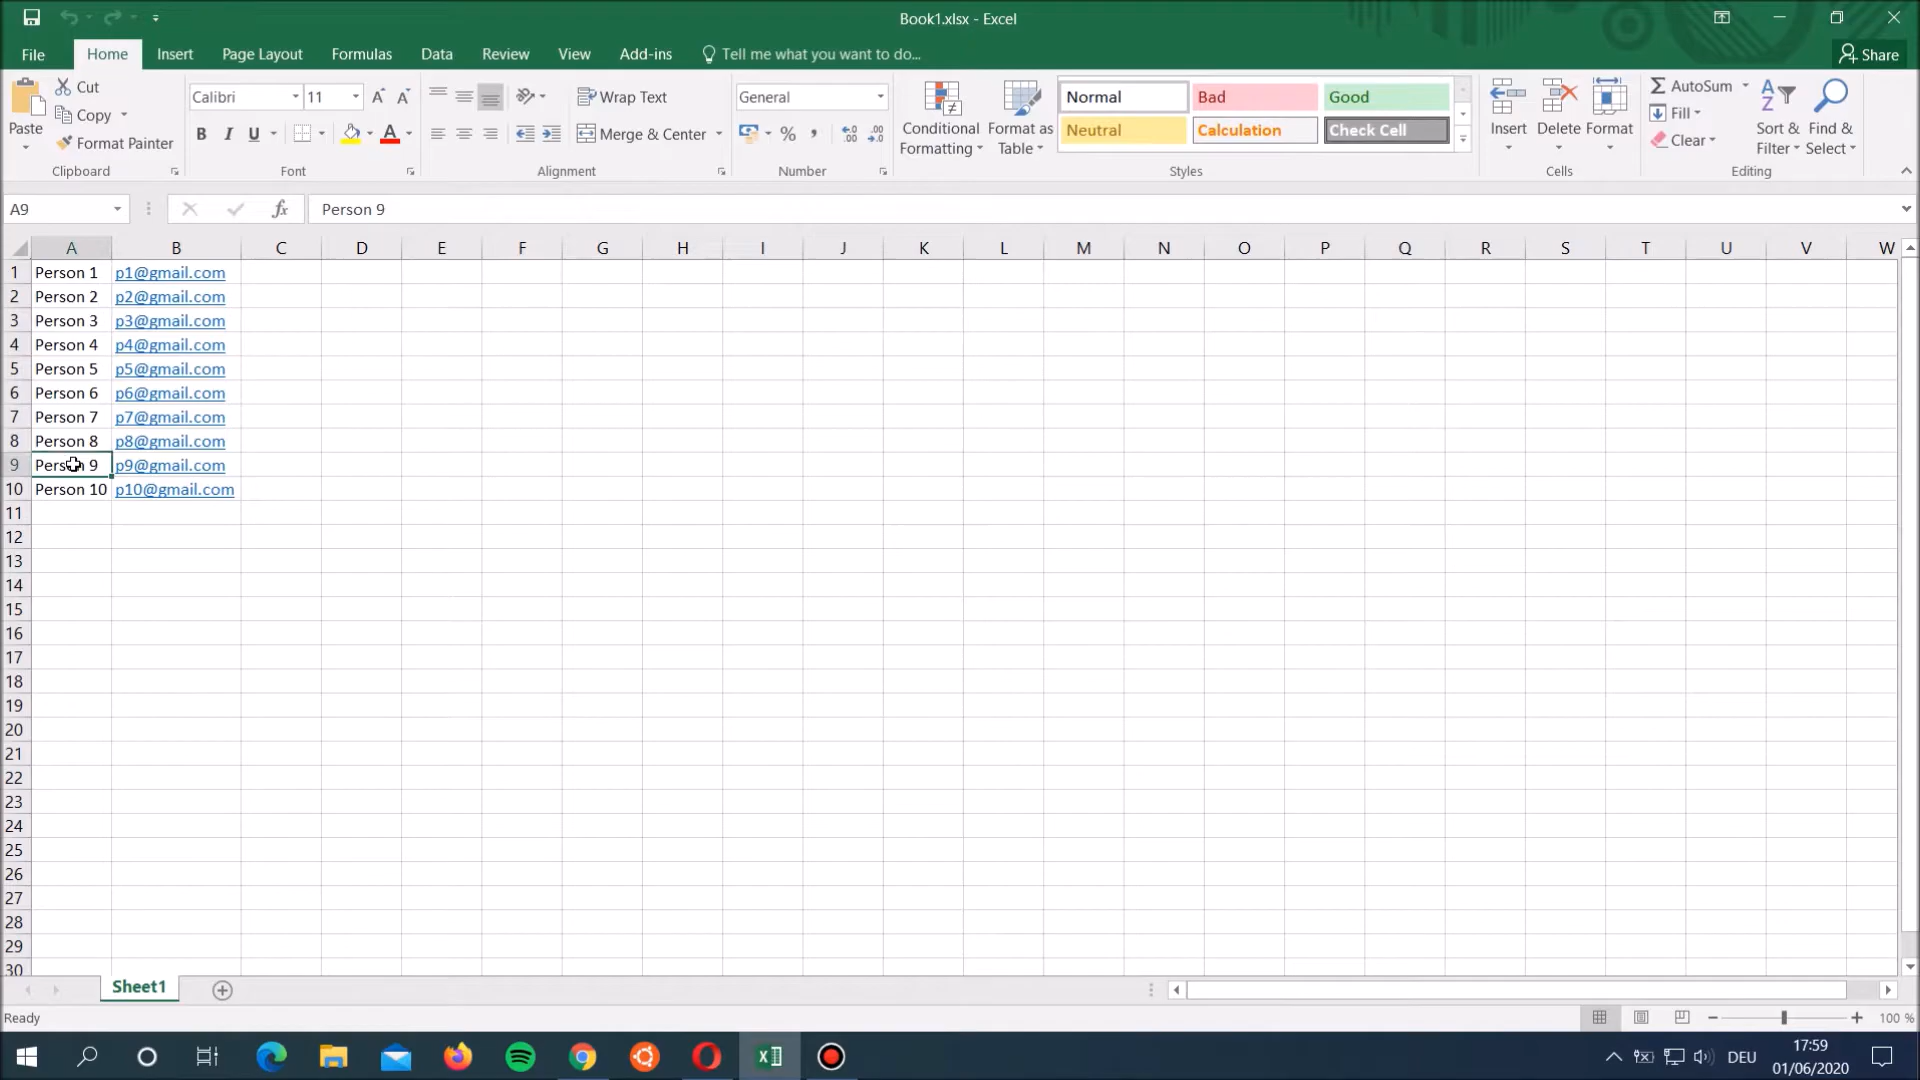 Book1.xlsx - Excel
File Home Insert Page Layout Formulas Data Review View Add-ins Tell me what you want to do... Share
Paste
Cut
Copy
Format Painter
Clipboard
Calibri 11
B I U
Font
Wrap Text
Merge & Center
Alignment
General
%
Number
Conditional Formatting
Format as Table
Normal Bad Good
Neutral Calculation Check Cell
Styles
Insert Delete Format
Cells
AutoSum
Fill
Clear
Sort & Filter
Find & Select
Editing
A9 fx Person 9
A B C D E F G H I J K L M N O P Q R S T U V W
1 Person 1 p1@gmail.com
2 Person 2 p2@gmail.com
3 Person 3 p3@gmail.com
4 Person 4 p4@gmail.com
5 Person 5 p5@gmail.com
6 Person 6 p6@gmail.com
7 Person 7 p7@gmail.com
8 Person 8 p8@gmail.com
9 Person 9 p9@gmail.com
10 Person 10 p10@gmail.com
11
12
13
14
15
16
17
18
19
20
21
22
23
24
25
26
27
28
29
30
Sheet1
Ready 100 %
DEU 17:59
01/06/2020